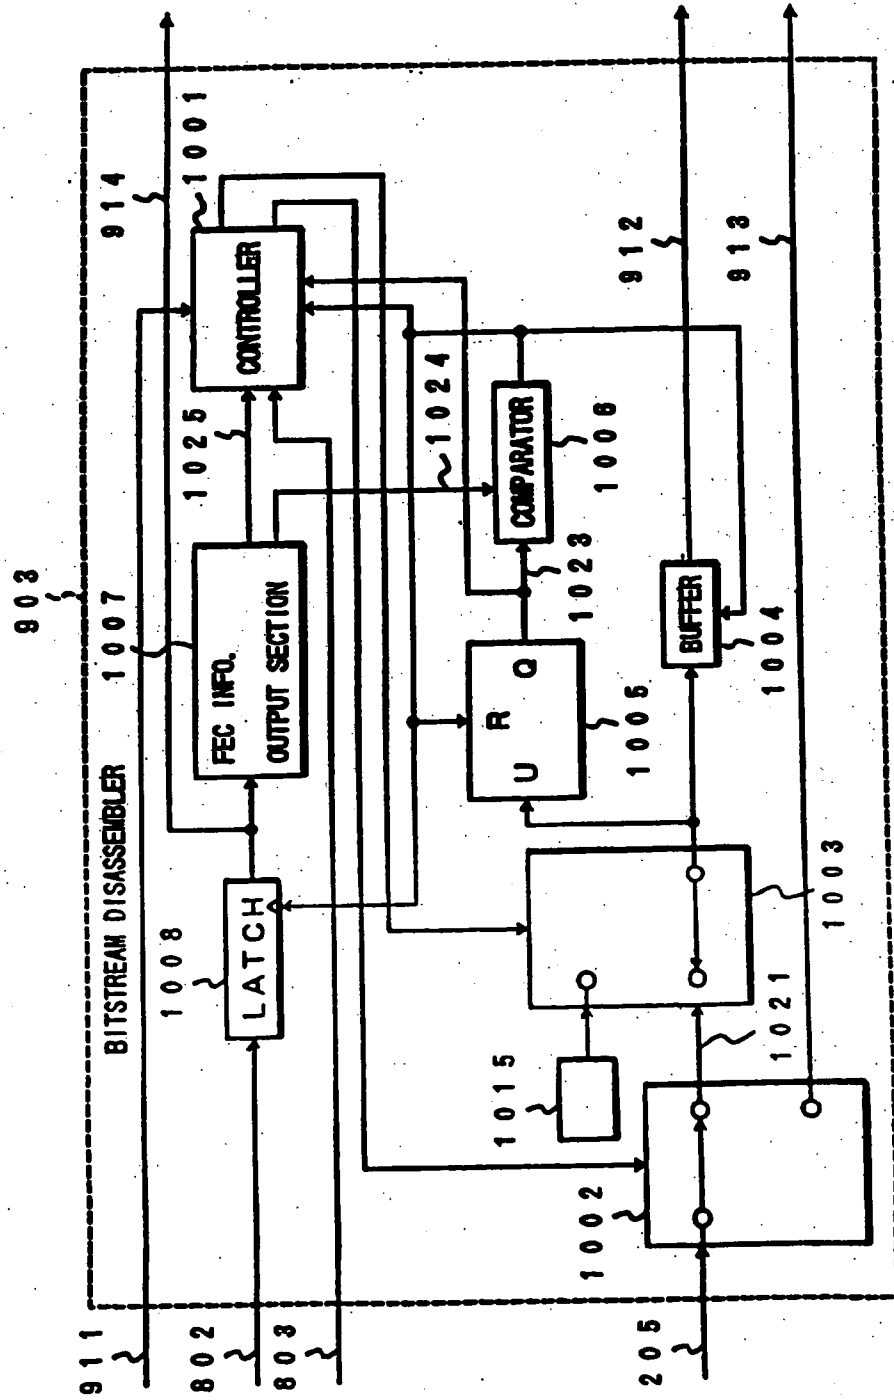 903
BITSTREAM DISASSEMBLER
911
914
1007
1001
802
1008
LATCH
FEC INFO.
OUTPUT SECTION
1025
CONTROLLER
803
1024
1015
U
R
Q
1005
1023
COMPARATOR
1006
1002
1021
1003
BUFFER
1004
912
205
913